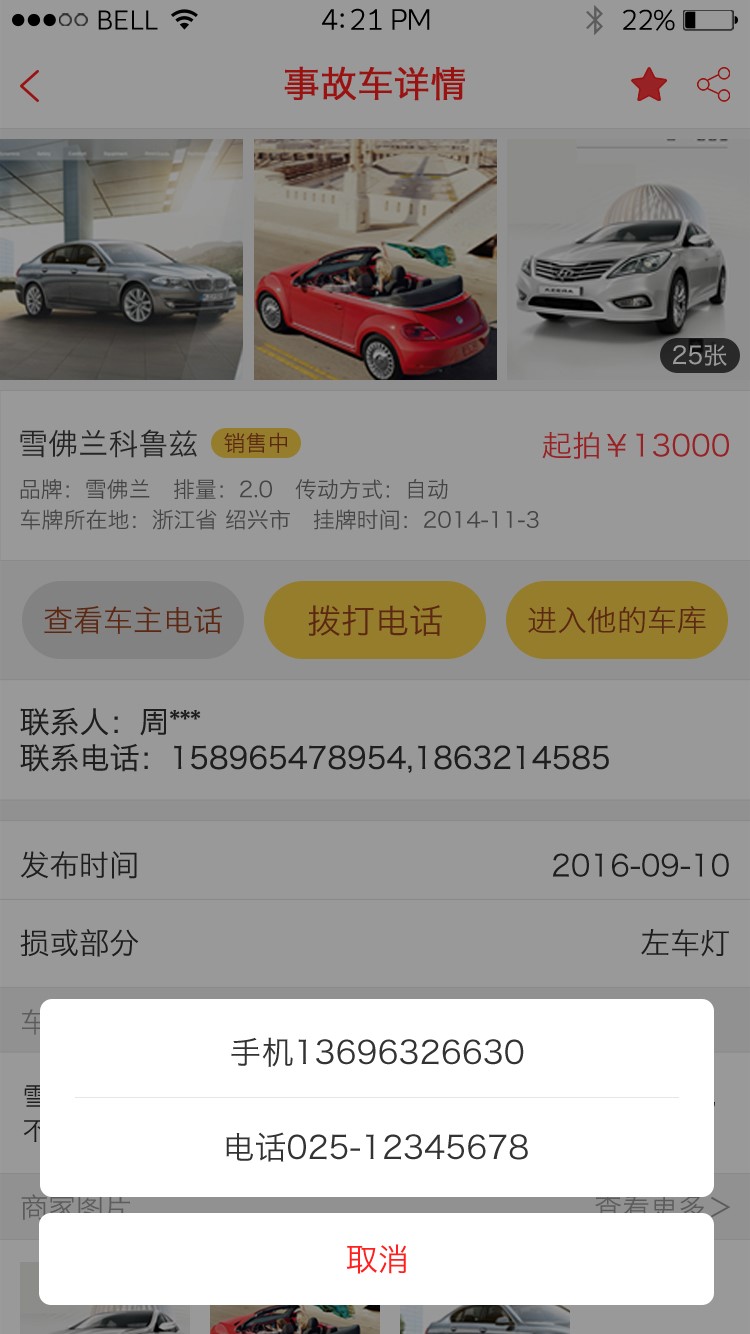 BELL
4:21 PM
22%
事故车详情
AZERA
25张
雪佛兰科鲁兹
销售中
起拍￥13000
品牌：雪佛兰 排量：2.0 传动方式：自动
车牌所在地：浙江省 绍兴市 挂牌时间：2014-11-3
查看车主电话
拨打电话
进入他的车库
联系人：周***
联系电话：158965478954,1863214585
发布时间
2016-09-10
损或部分
左车灯
车
手机13696326630
电话025-12345678
商家图片
查看更多>
取消